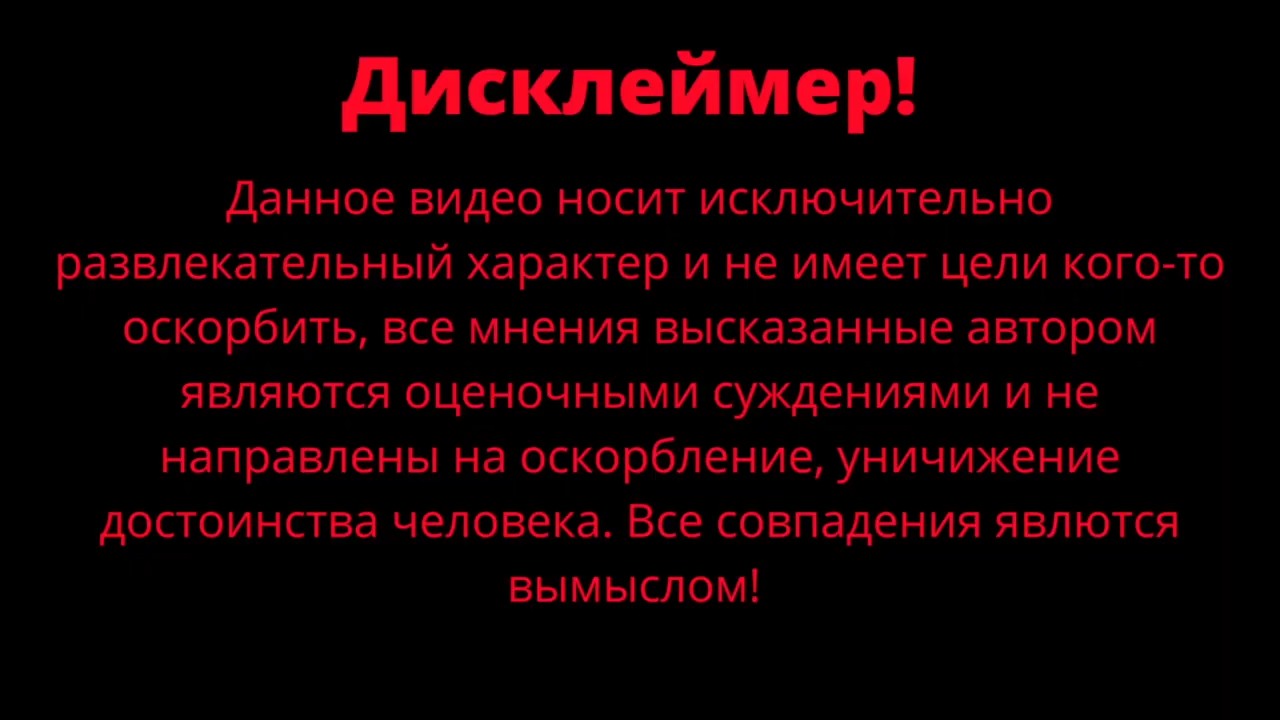 Дисклеймер!
Данное видео носит исключительно
развлекательный характер и не имеет цели кого-то
оскорбить, все мнения высказанные автором
являются оценочными суждениями и не
направлены на оскорбление, уничижение
достоинства человека. Все совпадения явлются
вымыслом!